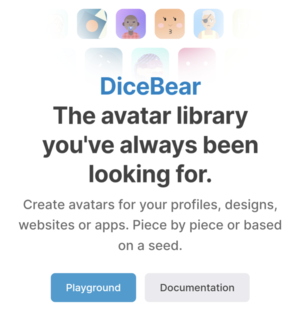 DiceBear
The avatar library
you've always been
looking for.
Create avatars for your profiles, designs,
websites or apps. Piece by piece or based
on a seed.
Playground
Documentation